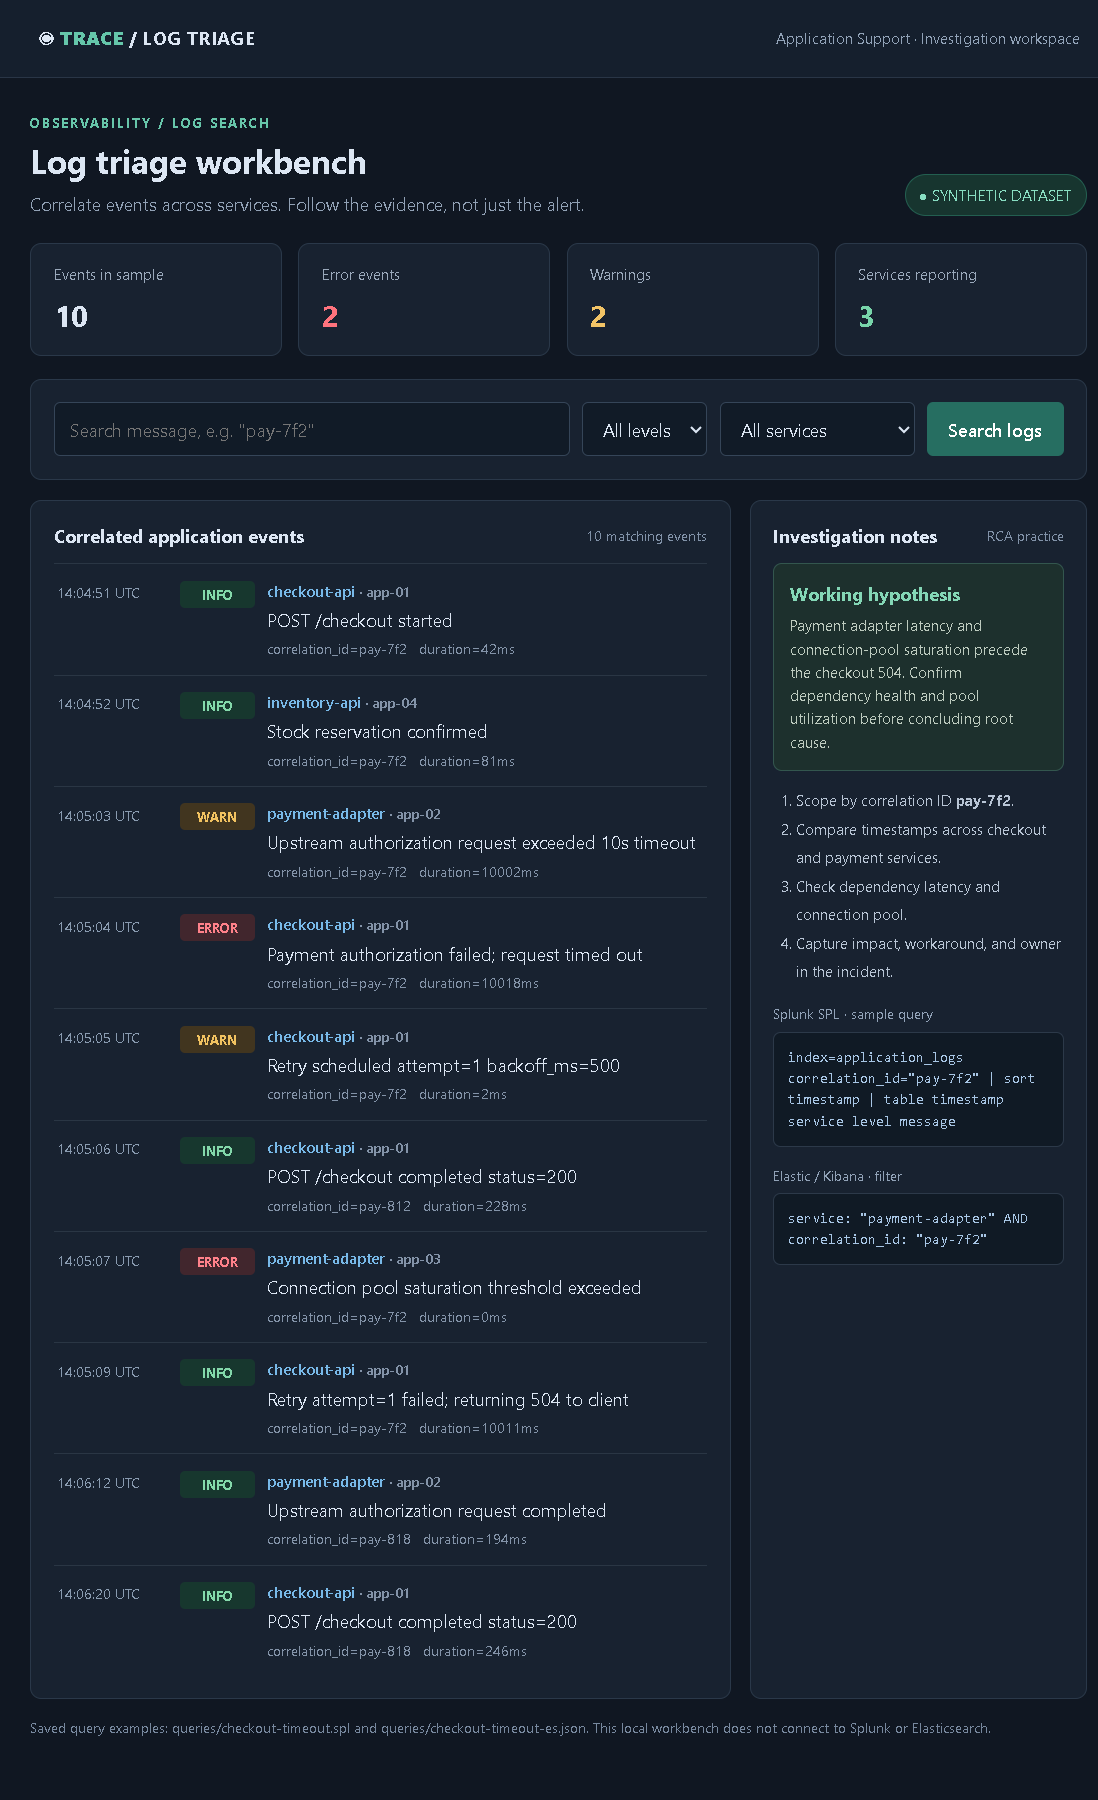 TRACE / LOG TRIAGE
Application Support · Investigation workspace
OBSERVABILITY / LOG SEARCH
Log triage workbench
Correlate events across services. Follow the evidence, not just the alert.
● SYNTHETIC DATASET
Events in sample
10
Error events
2
Warnings
2
Services reporting
3
Search message, e.g. "pay-7f2"
All levels
All services
Search logs
Correlated application events
10 matching events
14:04:51 UTC
INFO
checkout-api · app-01
POST /checkout started
correlation_id=pay-7f2 duration=42ms
14:04:52 UTC
INFO
inventory-api · app-04
Stock reservation confirmed
correlation_id=pay-7f2 duration=81ms
14:05:03 UTC
WARN
payment-adapter · app-02
Upstream authorization request exceeded 10s timeout
correlation_id=pay-7f2 duration=10002ms
14:05:04 UTC
ERROR
checkout-api · app-01
Payment authorization failed; request timed out
correlation_id=pay-7f2 duration=10018ms
14:05:05 UTC
WARN
checkout-api · app-01
Retry scheduled attempt=1 backoff_ms=500
correlation_id=pay-7f2 duration=2ms
14:05:06 UTC
INFO
checkout-api · app-01
POST /checkout completed status=200
correlation_id=pay-812 duration=228ms
14:05:07 UTC
ERROR
payment-adapter · app-03
Connection pool saturation threshold exceeded
correlation_id=pay-7f2 duration=0ms
14:05:09 UTC
INFO
checkout-api · app-01
Retry attempt=1 failed; returning 504 to client
correlation_id=pay-7f2 duration=10011ms
14:06:12 UTC
INFO
payment-adapter · app-02
Upstream authorization request completed
correlation_id=pay-818 duration=194ms
14:06:20 UTC
INFO
checkout-api · app-01
POST /checkout completed status=200
correlation_id=pay-818 duration=246ms
Investigation notes
RCA practice
Working hypothesis
Payment adapter latency and
connection-pool saturation precede
the checkout 504. Confirm
dependency health and pool
utilization before concluding root
cause.
1. Scope by correlation ID pay-7f2.
2. Compare timestamps across checkout
and payment services.
3. Check dependency latency and
connection pool.
4. Capture impact, workaround, and owner
in the incident.
Splunk SPL · sample query
index=application_logs
correlation_id="pay-7f2" | sort
timestamp | table timestamp
service level message
Elastic / Kibana · filter
service: "payment-adapter" AND
correlation_id: "pay-7f2"
Saved query examples: queries/checkout-timeout.spl and queries/checkout-timeout-es.json. This local workbench does not connect to Splunk or Elasticsearch.